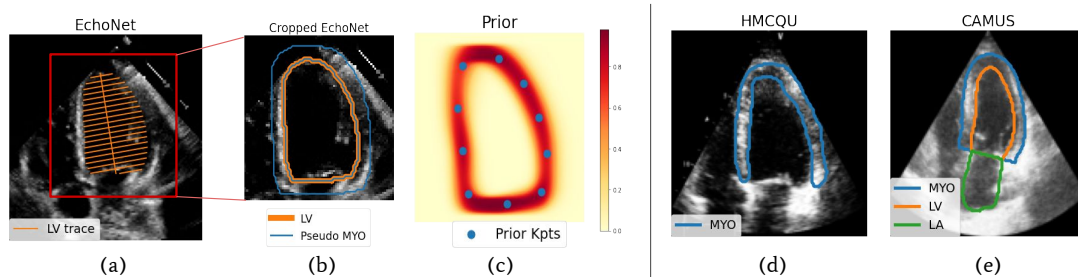 EchoNet
LV trace
(a)
Cropped EchoNet
LV
Pseudo MYO
(b)
Prior
0.8
0.6
0.4
0.2
0.0
Prior Kpts
(c)
HMCQU
V
MYO
(d)
CAMUS
MYO
LV
LA
(e)